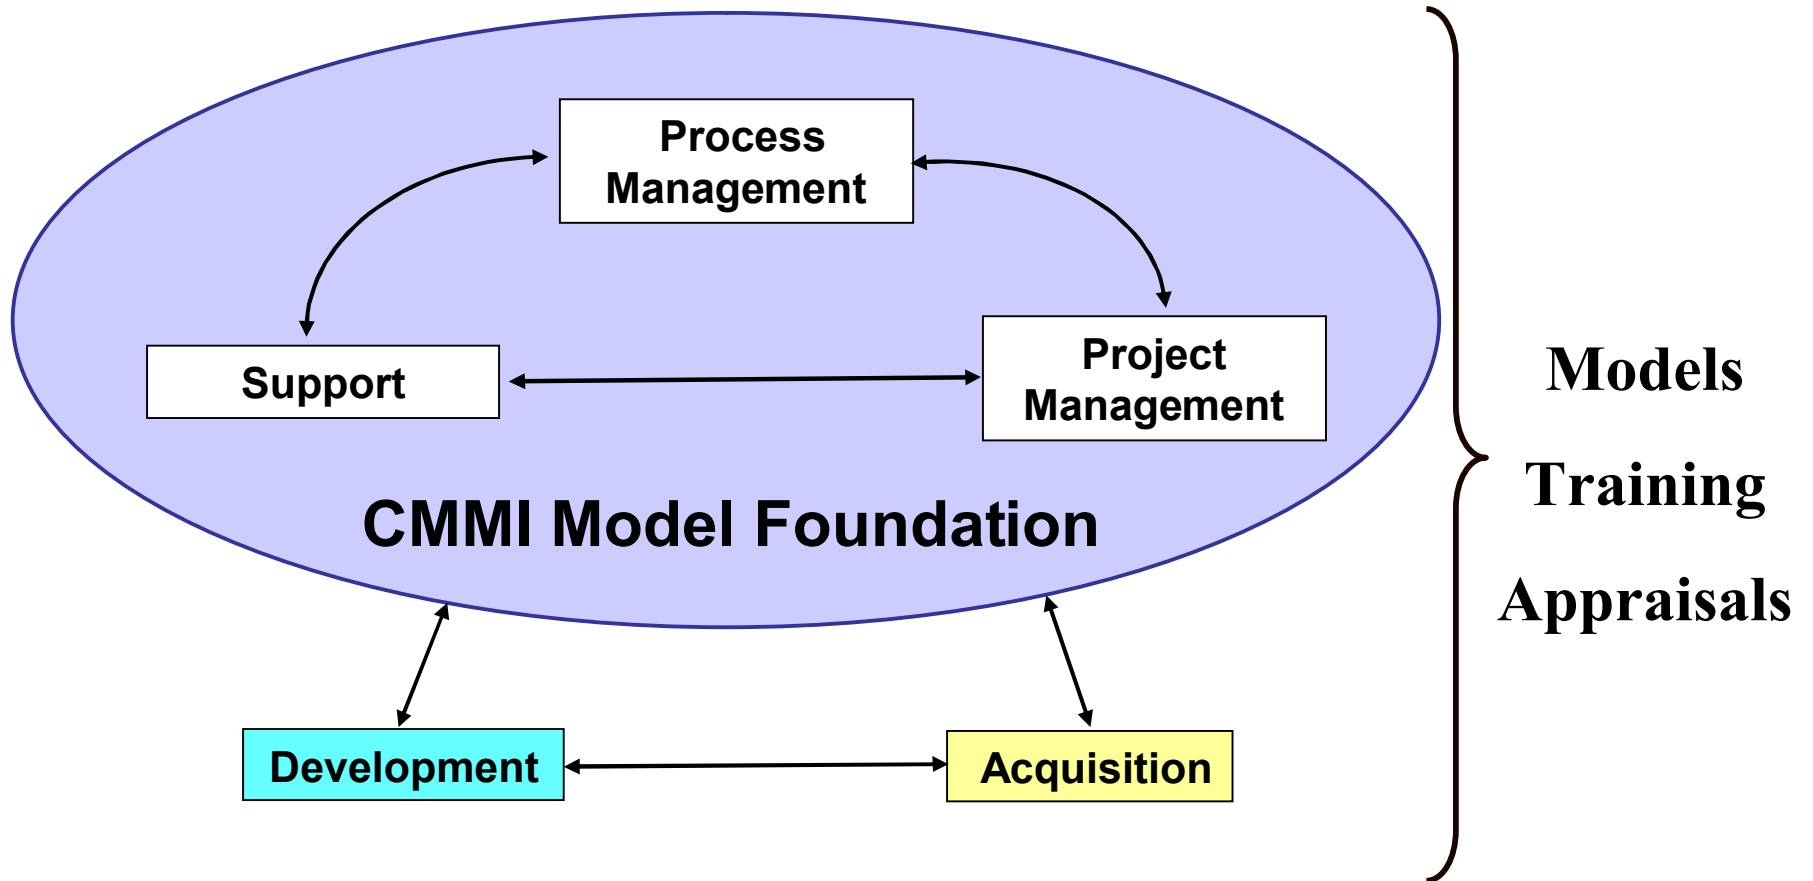 Process
Management
Support
Project
Management
CMMI Model Foundation
Development
Acquisition
Models
Training
Appraisals